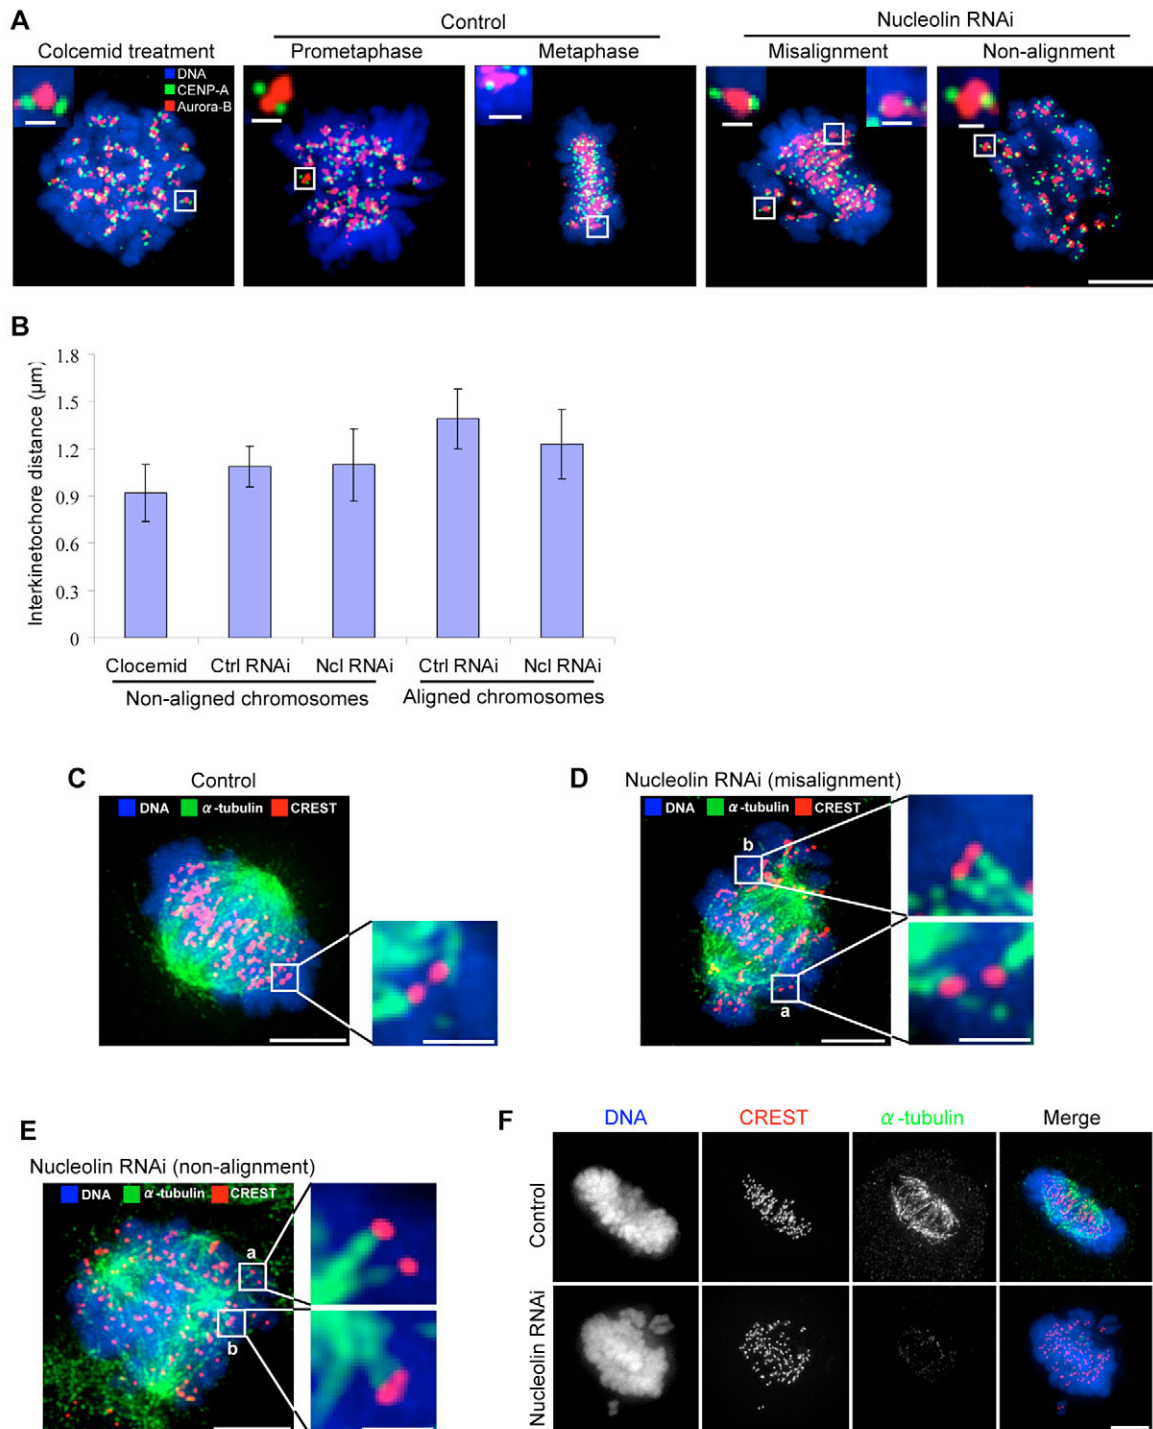 A
Control
Nucleolin RNAi
Colcemid treatment
Prometaphase
Metaphase
Misalignment
Non-alignment
DNA
CENP-A
Aurora-B
B
Interkinetochore distance (µm)
1.8
1.5
1.2
0.9
0.6
0.3
0
Clocemid Ctrl RNAi Ncl RNAi Ctrl RNAi Ncl RNAi
Non-aligned chromosomes Aligned chromosomes
C
Control
DNA α-tubulin CREST
D
Nucleolin RNAi (misalignment)
DNA α-tubulin CREST
b
a
E
Nucleolin RNAi (non-alignment)
DNA α-tubulin CREST
a
b
F
DNA CREST α-tubulin Merge
Control
Nucleolin RNAi